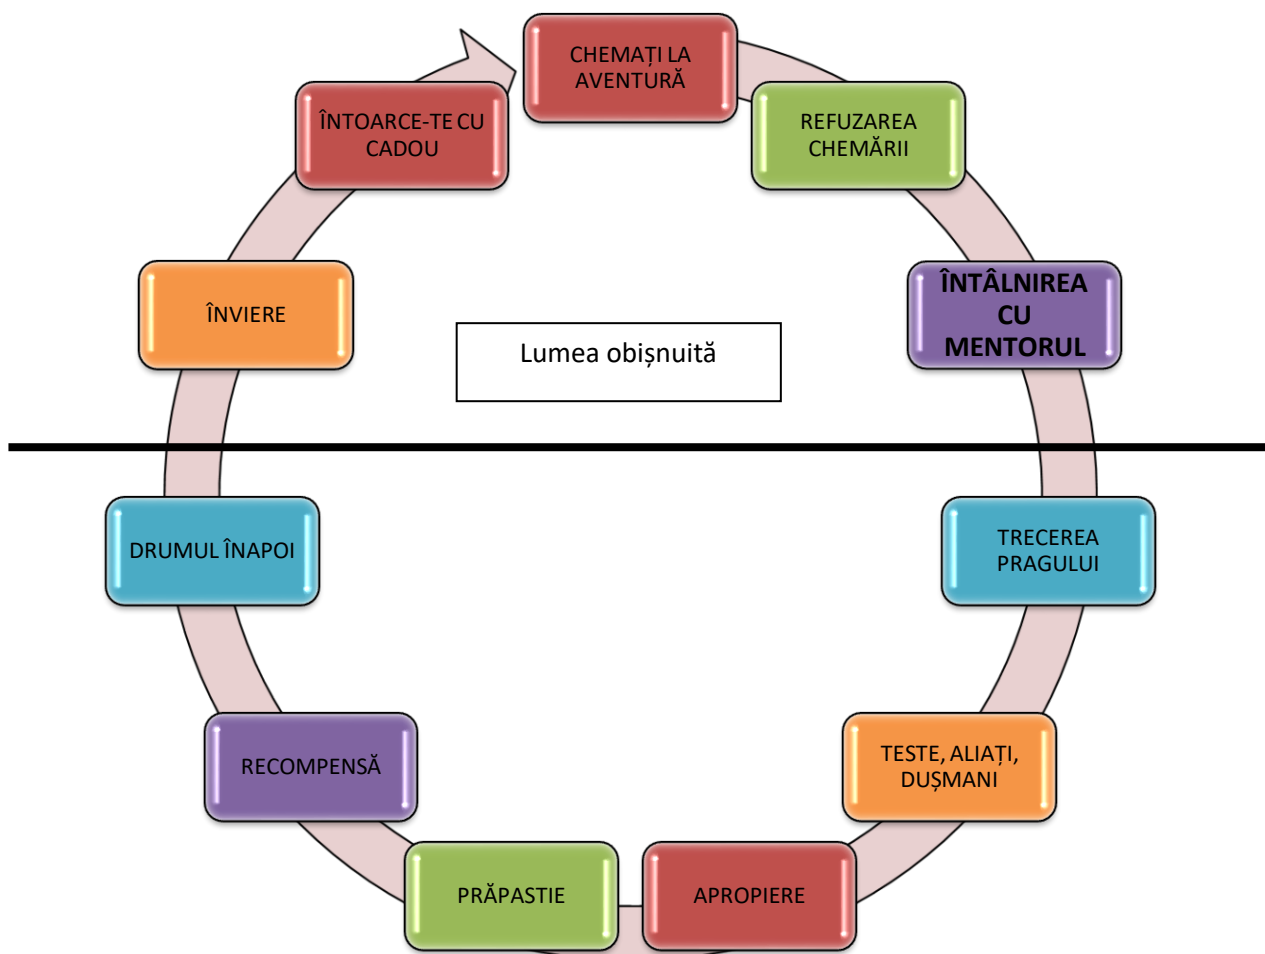 CHEMAȚI LA
AVENTURĂ
REFUZAREA
CHEMĂRII
ÎNTÂLNIREA
CU
MENTORUL
TRECEREA
PRAGULUI
TESTE, ALIAȚI,
DUȘMANI
APROPIERE
PRĂPASTIE
RECOMPENSĂ
DRUMUL ÎNAPOI
ÎNVIERE
ÎNTOARCE-TE CU
CADOU
Lumea obișnuită